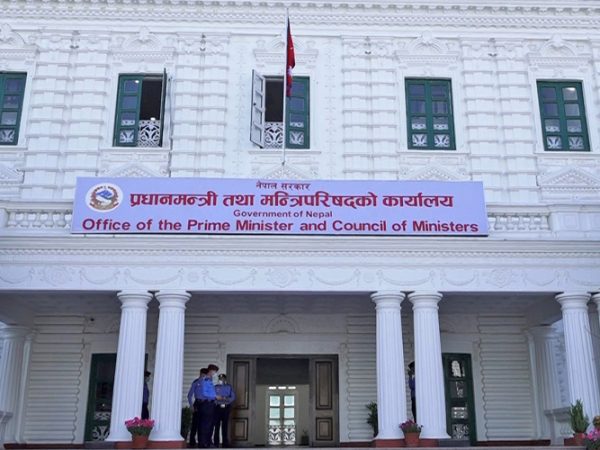 नेपाल सरकार
प्रधानमन्त्री तथा मन्त्रिपरिषद्को कार्यालय
Government of Nepal
Office of the Prime Minister and Council of Ministers